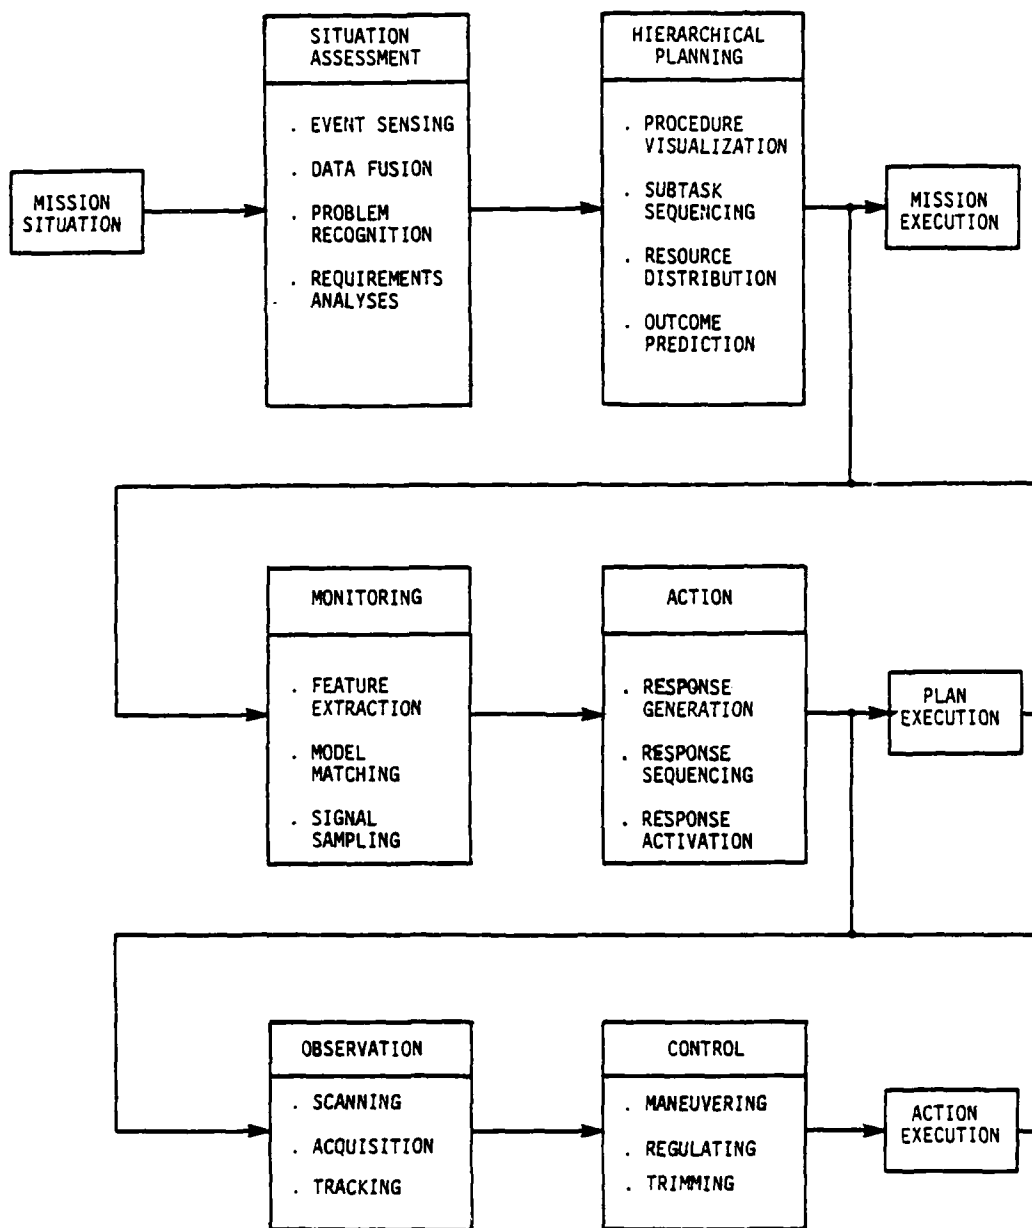 SITUATION
ASSESSMENT
. EVENT SENSING
. DATA FUSION
. PROBLEM
RECOGNITION
. REQUIREMENTS
ANALYSES
HIERARCHICAL
PLANNING
. PROCEDURE
VISUALIZATION
. SUBTASK
SEQUENCING
. RESOURCE
DISTRIBUTION
. OUTCOME
PREDICTION
MISSION
SITUATION
MISSION
EXECUTION
MONITORING
. FEATURE
EXTRACTION
. MODEL
MATCHING
. SIGNAL
SAMPLING
ACTION
. RESPONSE
GENERATION
. RESPONSE
SEQUENCING
. RESPONSE
ACTIVATION
PLAN
EXECUTION
OBSERVATION
. SCANNING
. ACQUISITION
. TRACKING
CONTROL
. MANEUVERING
. REGULATING
. TRIMMING
ACTION
EXECUTION